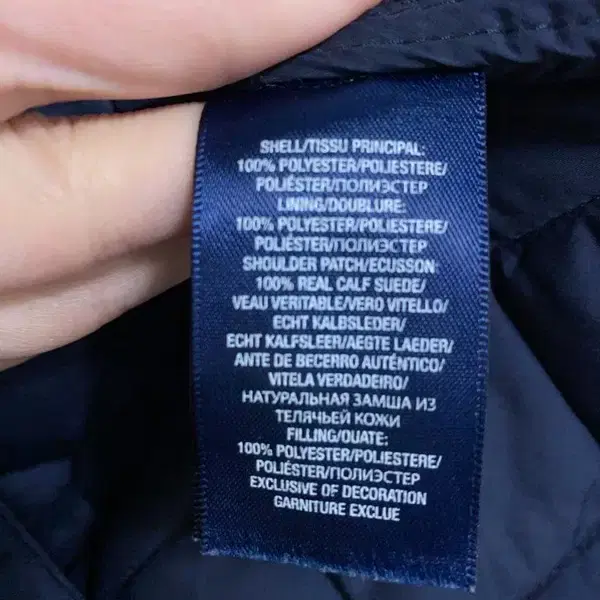 SHELL/TISSU PRINCIPAL:
100% POLYESTER/POLIESTERE/
POLIÉSTER/ПОЛИЭСТЕР
LINING/DOUBLURE:
100% POLYESTER/POLIESTERE/
POLIÉSTER/ПОЛИЭСТЕР
SHOULDER PATCH/ECUSSON:
100% REAL CALF SUEDE/
VEAU VERITABLE/VERO VITELLO/
ECHT KALBSLEDER/
ECHT KALFSLEER/AEGTE LAEDER/
ANTE DE BECERRO AUTÉNTICO/
VITELA VERDADEIRO/
НАТУРАЛЬНАЯ ЗАМША ИЗ
ТЕЛЯЧЬЕЙ КОЖИ
FILLING/OUATE:
100% POLYESTER/POLIESTERE/
POLIÉSTER/ПОЛИЭСТЕР
EXCLUSIVE OF DECORATION
GARNITURE EXCLUE